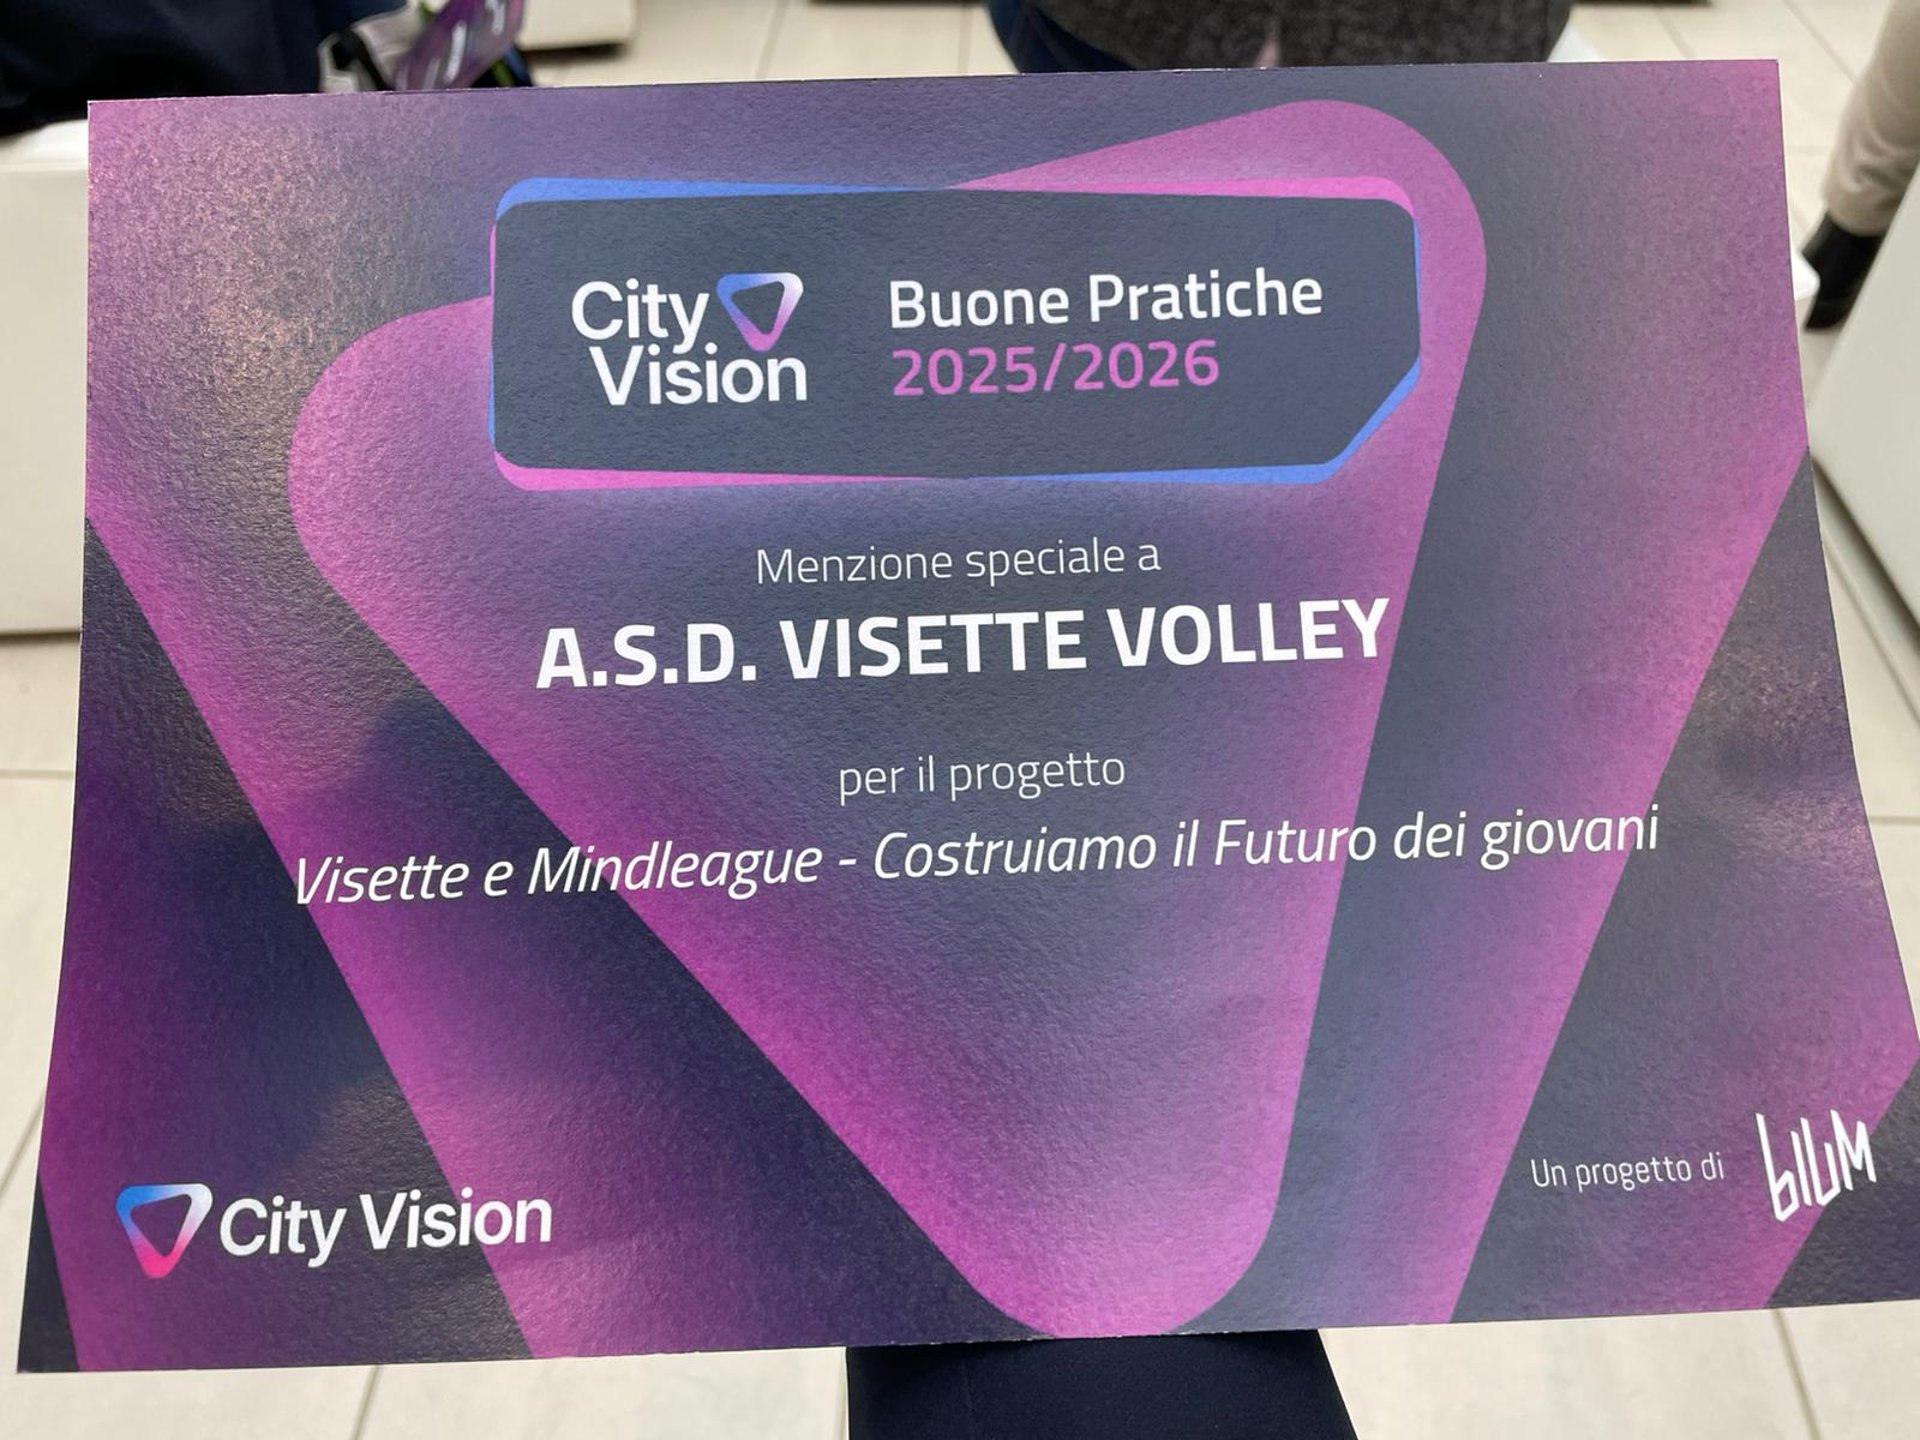 City
Vision
Buone Pratiche
2025/2026
Menzione speciale a
A.S.D. VISETTE VOLLEY
per il progetto
Visette e Mindleague - Costruiamo il Futuro dei giovani
City Vision
Un progetto di
blum